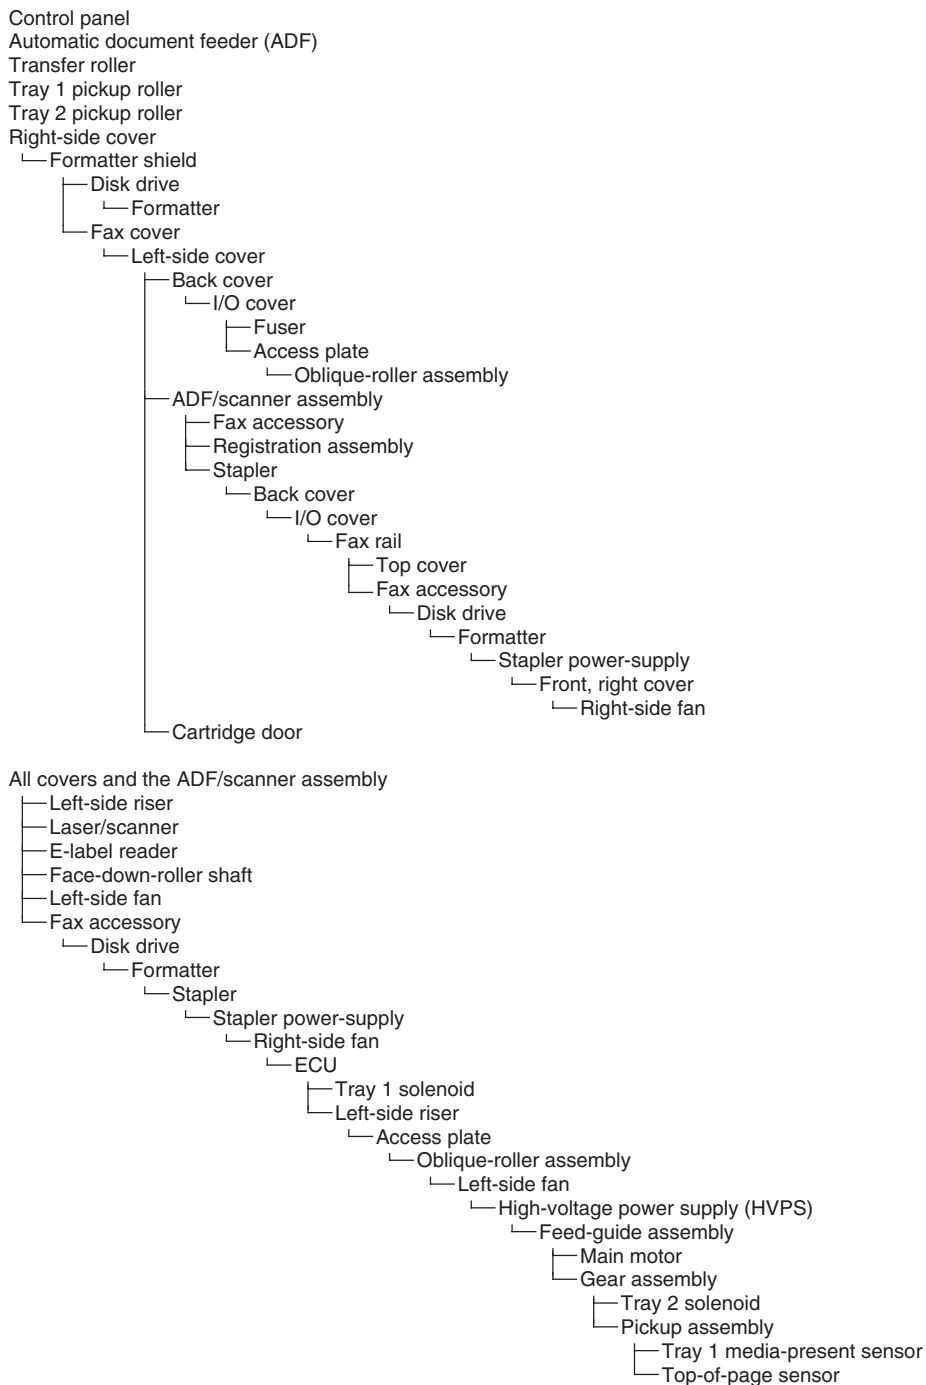 Control panel
Automatic document feeder (ADF)
Transfer roller
Tray 1 pickup roller
Tray 2 pickup roller
Right-side cover
Formatter shield
Disk drive
Formatter
Fax cover
Left-side cover
Back cover
I/O cover
Fuser
Access plate
Oblique-roller assembly
ADF/scanner assembly
Fax accessory
Registration assembly
Stapler
Back cover
I/O cover
Fax rail
Top cover
Fax accessory
Disk drive
Formatter
Stapler power-supply
Front, right cover
Right-side fan
Cartridge door
All covers and the ADF/scanner assembly
Left-side riser
Laser/scanner
E-label reader
Face-down-roller shaft
Left-side fan
Fax accessory
Disk drive
Formatter
Stapler
Stapler power-supply
Right-side fan
ECU
Tray 1 solenoid
Left-side riser
Access plate
Oblique-roller assembly
Left-side fan
High-voltage power supply (HVPS)
Feed-guide assembly
Main motor
Gear assembly
Tray 2 solenoid
Pickup assembly
Tray 1 media-present sensor
Top-of-page sensor